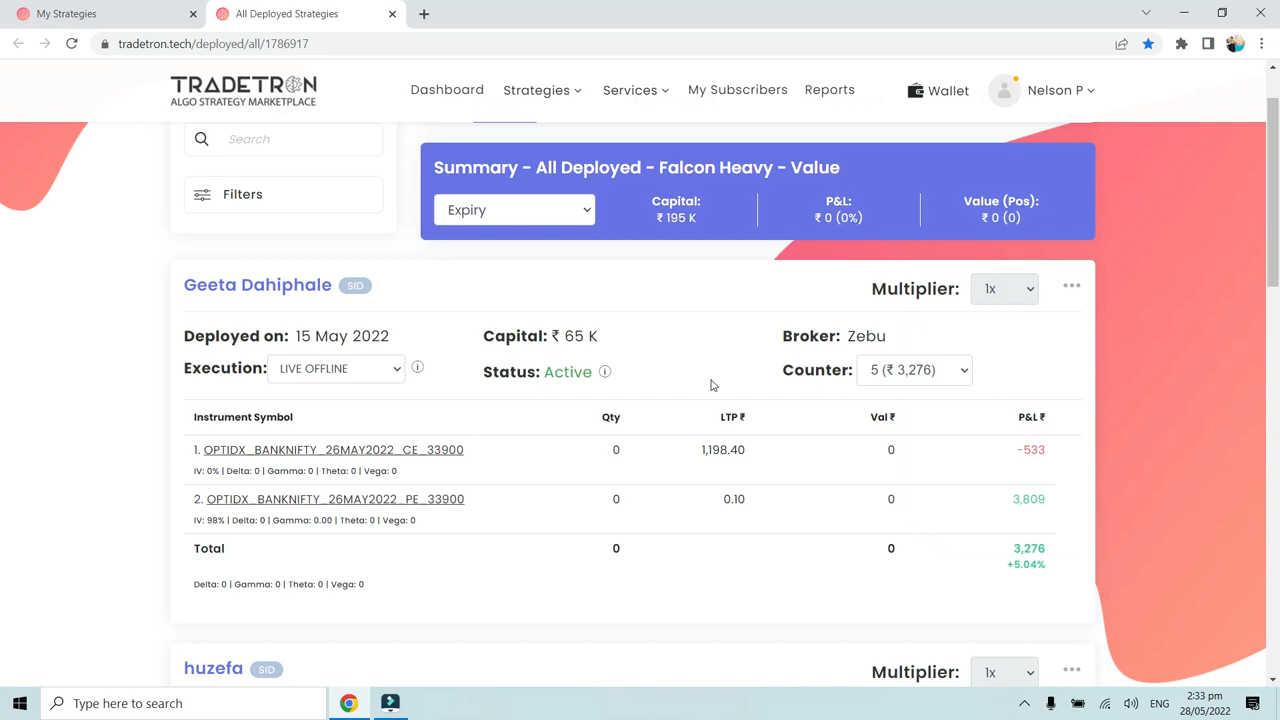 My Strategies
All Deployed Strategies
tradetron.tech/deployed/all/1786917
TRADETRON
ALGO STRATEGY MARKETPLACE
Dashboard Strategies Services My Subscribers Reports Wallet Nelson P
Search
Filters
Summary - All Deployed - Falcon Heavy - Value
Expiry
Capital:
₹ 195 K
P&L:
₹ 0 (0%)
Value (Pos):
₹ 0 (0)
Geeta Dahiphale SID
Multiplier: 1x
Deployed on: 15 May 2022 Capital: ₹ 65 K Broker: Zebu
Execution: LIVE OFFLINE Status: Active Counter: 5 (₹ 3,276)
Instrument Symbol Qty LTP ₹ Val ₹ P&L ₹
1. OPTIDX_BANKNIFTY_26MAY2022_CE_33900 0 1,198.40 0 -533
IV: 0% | Delta: 0 | Gamma: 0 | Theta: 0 | Vega: 0
2. OPTIDX_BANKNIFTY_26MAY2022_PE_33900 0 0.10 0 3,809
IV: 98% | Delta: 0 | Gamma: 0.00 | Theta: 0 | Vega: 0
Total 0 0 3,276
+5.04%
Delta: 0 | Gamma: 0 | Theta: 0 | Vega: 0
huzefa SID
Multiplier: 1x
Type here to search
ENG
2:33 pm
28/05/2022